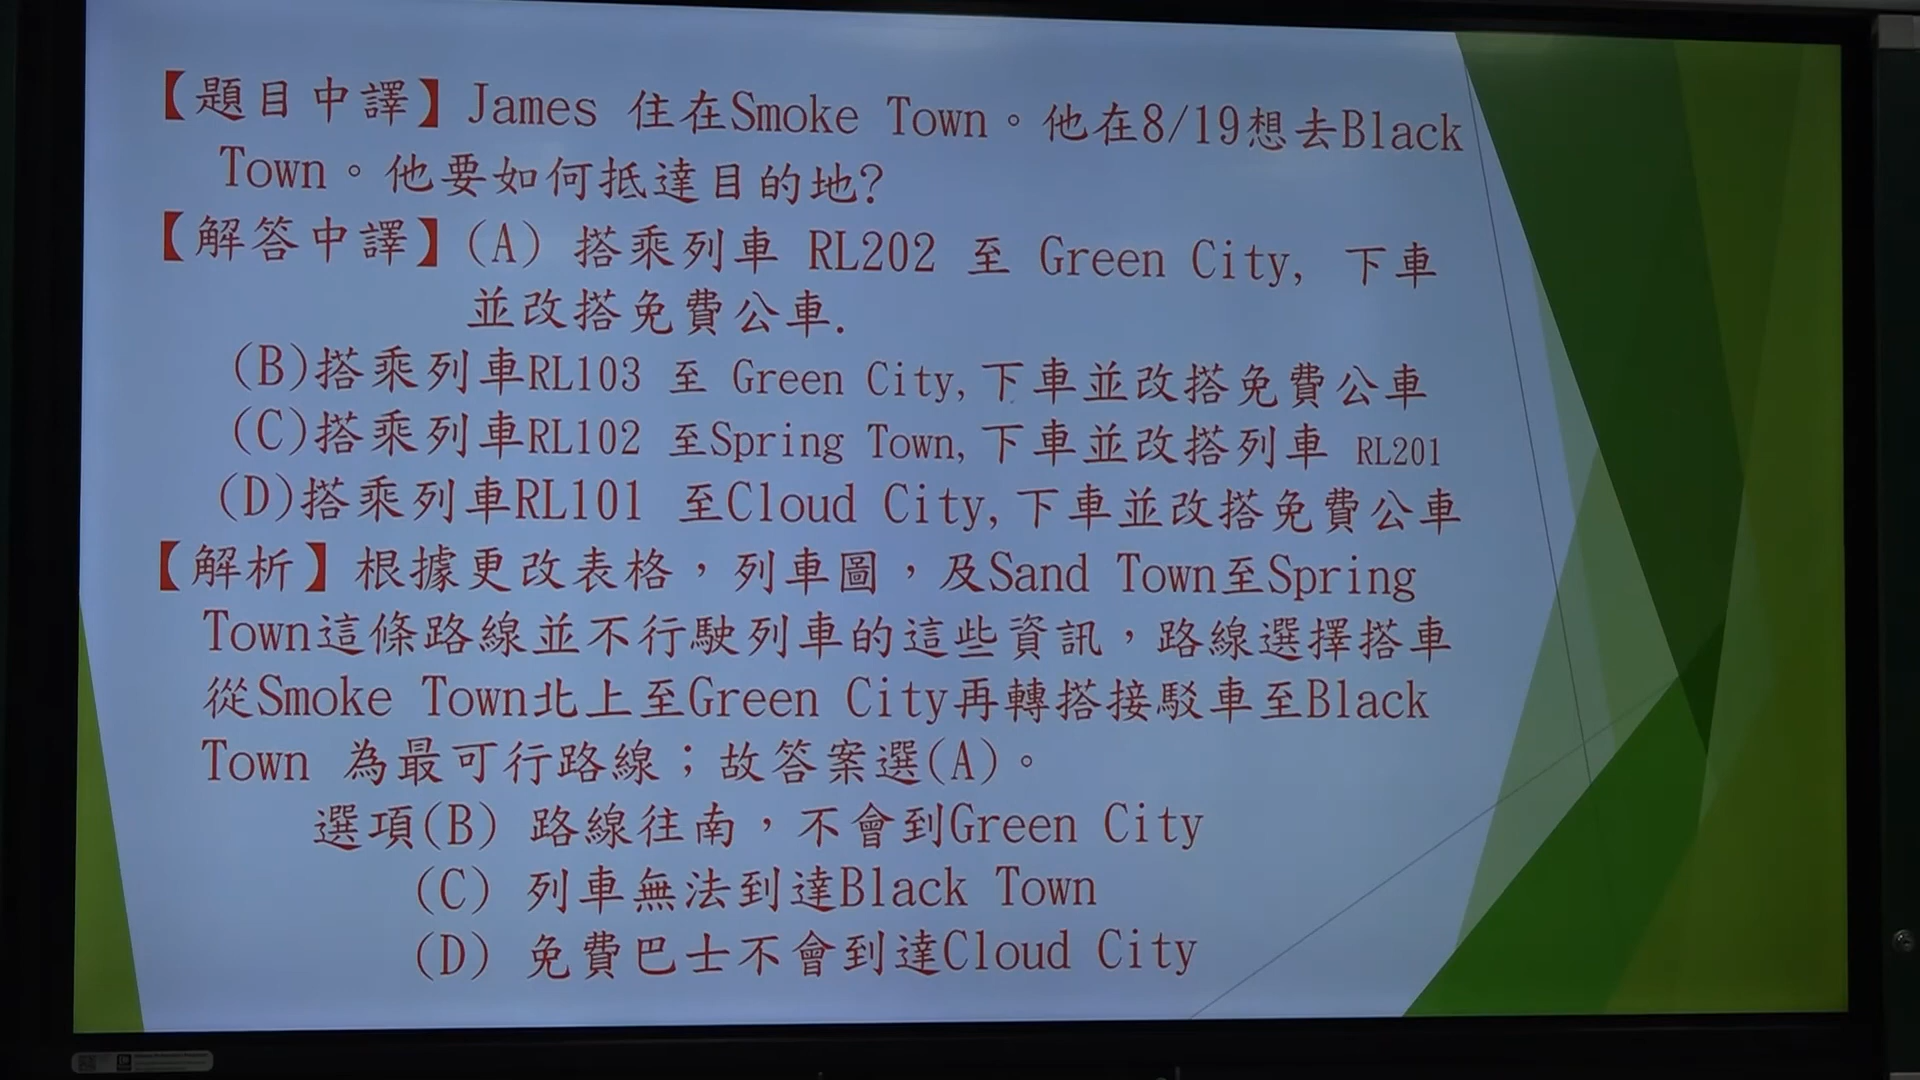 【題目中譯】James 住在Smoke Town。他在8/19想去Black
Town。他要如何抵達目的地?
【解答中譯】(A) 搭乘列車 RL202 至 Green City, 下車
並改搭免費公車.
(B)搭乘列車RL103 至 Green City,下車並改搭免費公車
(C)搭乘列車RL102 至Spring Town,下車並改搭列車 RL201
(D)搭乘列車RL101 至Cloud City,下車並改搭免費公車
【解析】根據更改表格，列車圖，及Sand Town至Spring
Town這條路線並不行駛列車的這些資訊，路線選擇搭車
從Smoke Town北上至Green City再轉搭接駁車至Black
Town 為最可行路線；故答案選(A)。
選項(B) 路線往南，不會到Green City
(C) 列車無法到達Black Town
(D) 免費巴士不會到達Cloud City